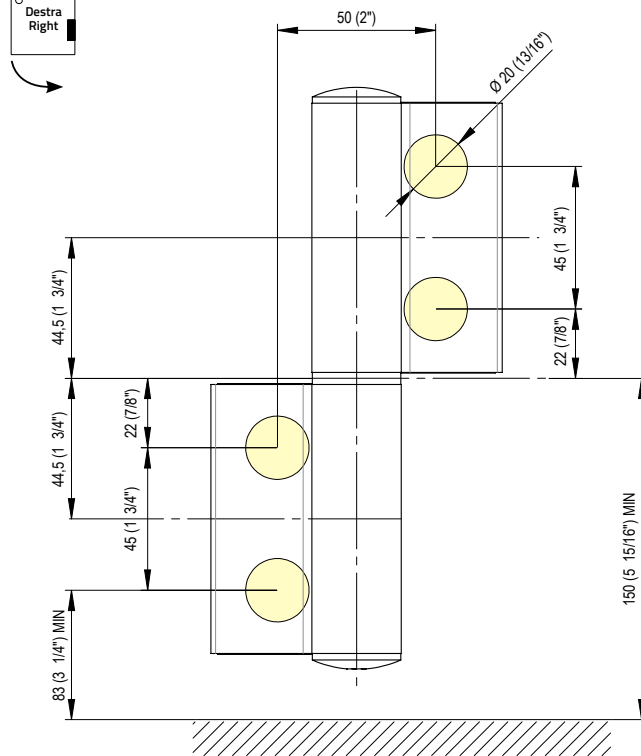 Destra
Right
50 (2")
Ø 20 (13/16")
45 (1 3/4")
22 (7/8")
44,5 (1 3/4")
44,5 (1 3/4")
22 (7/8")
45 (1 3/4")
83 (3 1/4") MIN
150 (5 15/16") MIN